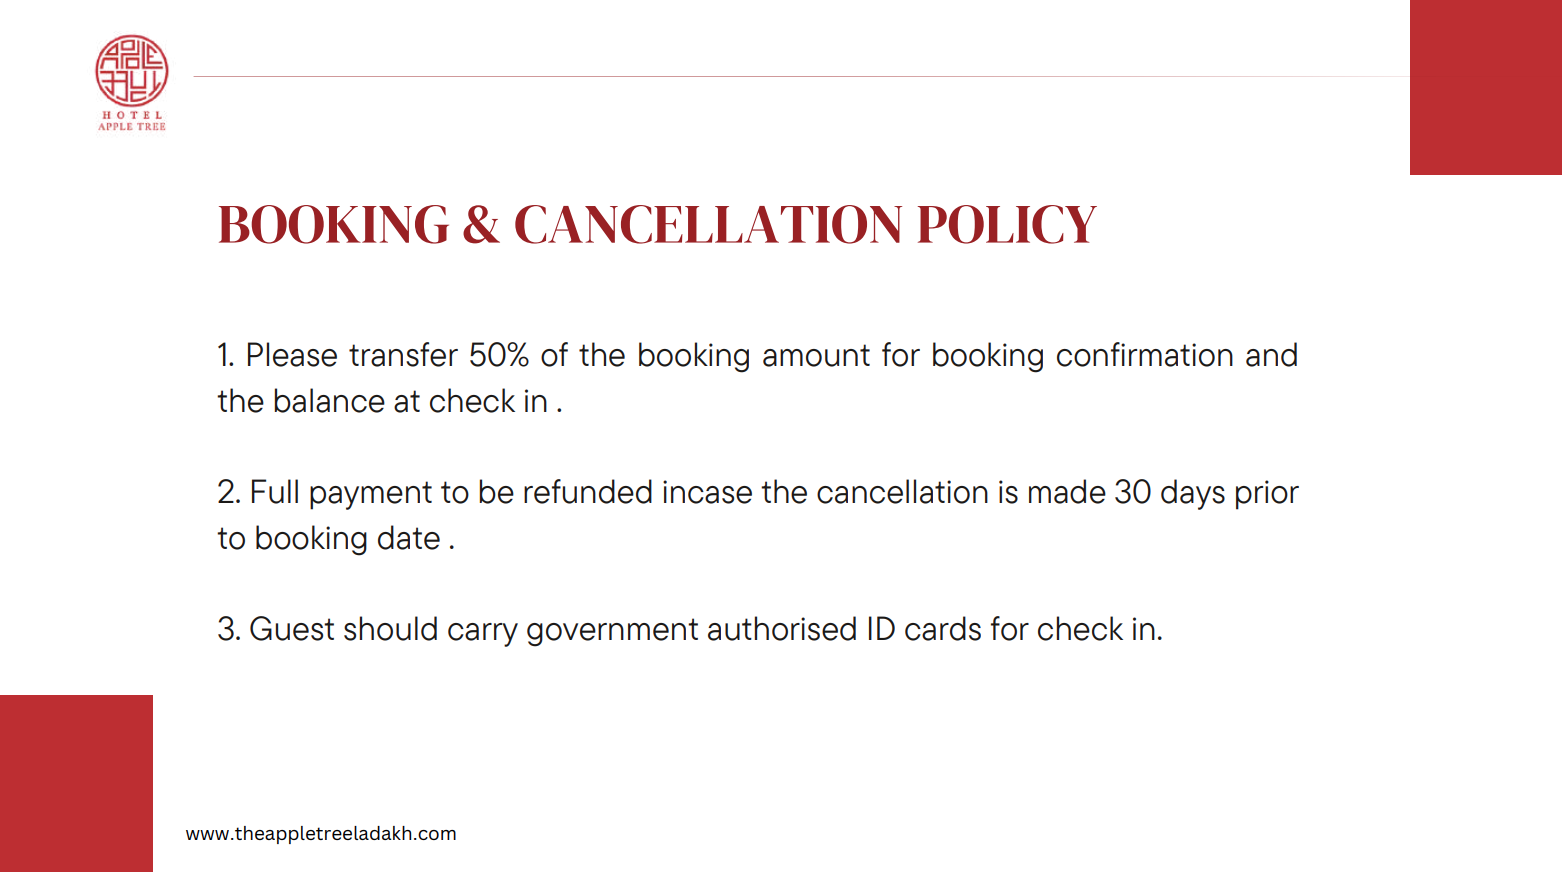 HOTEL
APPLE TREE
BOOKING & CANCELLATION POLICY
1. Please transfer 50% of the booking amount for booking confirmation and
the balance at check in .
2. Full payment to be refunded incase the cancellation is made 30 days prior
to booking date .
3. Guest should carry government authorised ID cards for check in.
www.theappletreeladakh.com